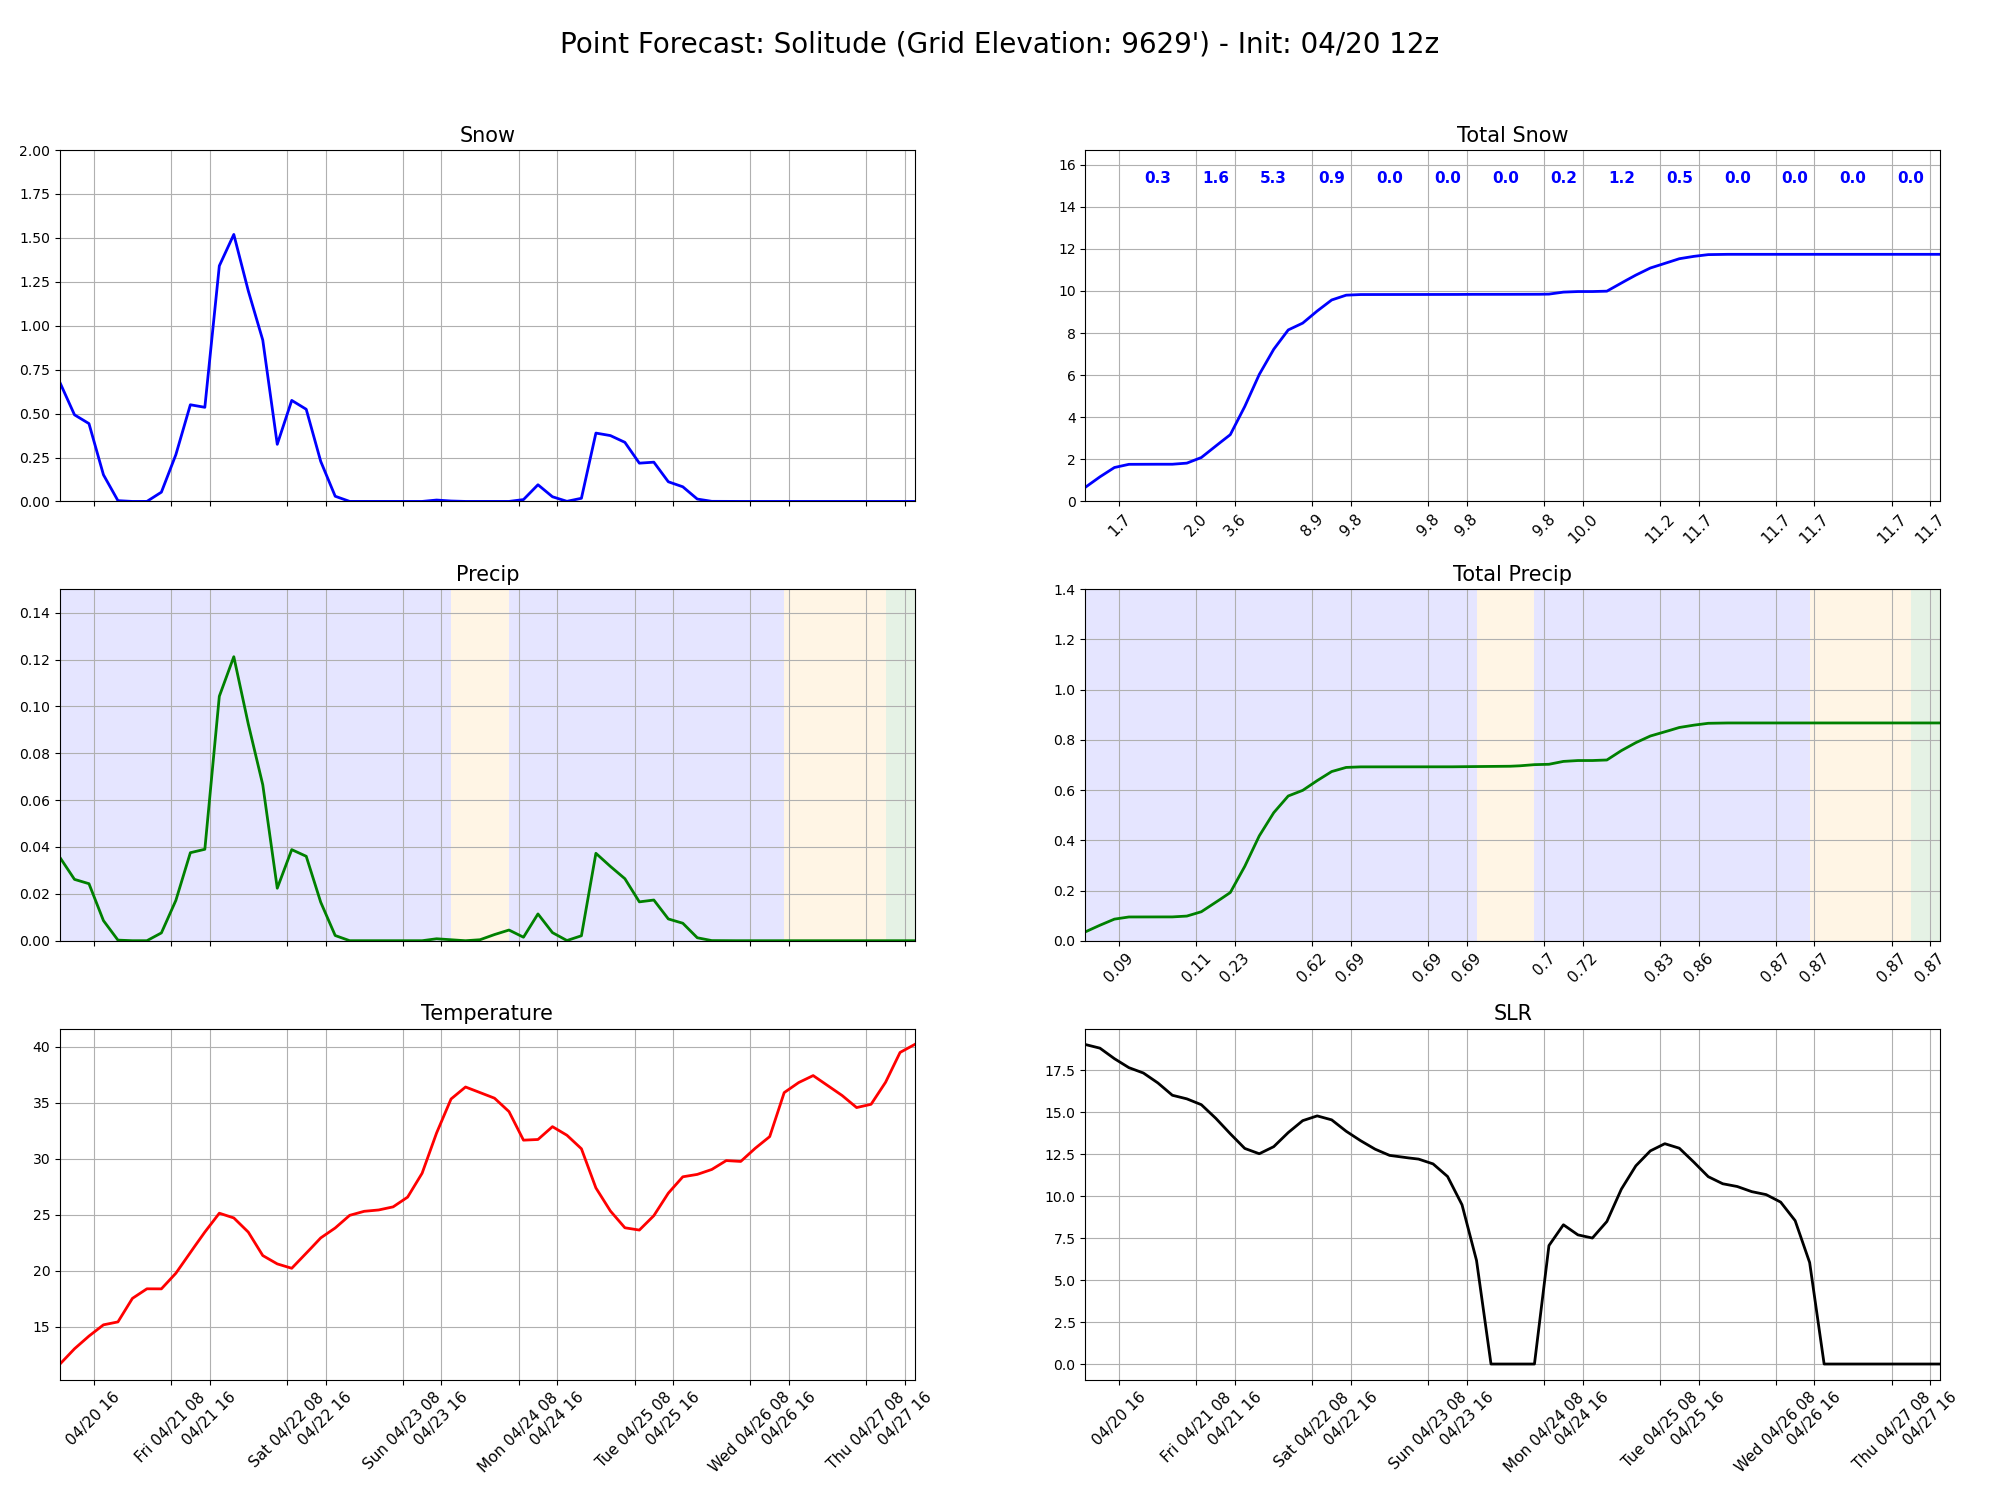 Point Forecast: Solitude (Grid Elevation: 9629') - Init: 04/20 12z
Snow
2.00
1.75
1.50
1.25
1.00
0.75
0.50
0.25
0.00
Total Snow
16
14
12
10
8
6
4
2
0
0.3 1.6 5.3 0.9 0.0 0.0 0.0 0.2 1.2 0.5 0.0 0.0 0.0 0.0
1.7 2.0 3.6 8.9 9.8 9.8 9.8 9.8 10.0 11.2 11.7 11.7 11.7 11.7 11.7
Precip
0.14
0.12
0.10
0.08
0.06
0.04
0.02
0.00
Total Precip
1.4
1.2
1.0
0.8
0.6
0.4
0.2
0.0
0.09 0.11 0.23 0.62 0.69 0.69 0.69 0.7 0.72 0.83 0.86 0.87 0.87 0.87 0.87
Temperature
40
35
30
25
20
15
04/20 16
Fri 04/21 08
04/21 16
Sat 04/22 08
04/22 16
Sun 04/23 08
04/23 16
Mon 04/24 08
04/24 16
Tue 04/25 08
04/25 16
Wed 04/26 08
04/26 16
Thu 04/27 08
04/27 16
SLR
17.5
15.0
12.5
10.0
7.5
5.0
2.5
0.0
04/20 16
Fri 04/21 08
04/21 16
Sat 04/22 08
04/22 16
Sun 04/23 08
04/23 16
Mon 04/24 08
04/24 16
Tue 04/25 08
04/25 16
Wed 04/26 08
04/26 16
Thu 04/27 08
04/27 16